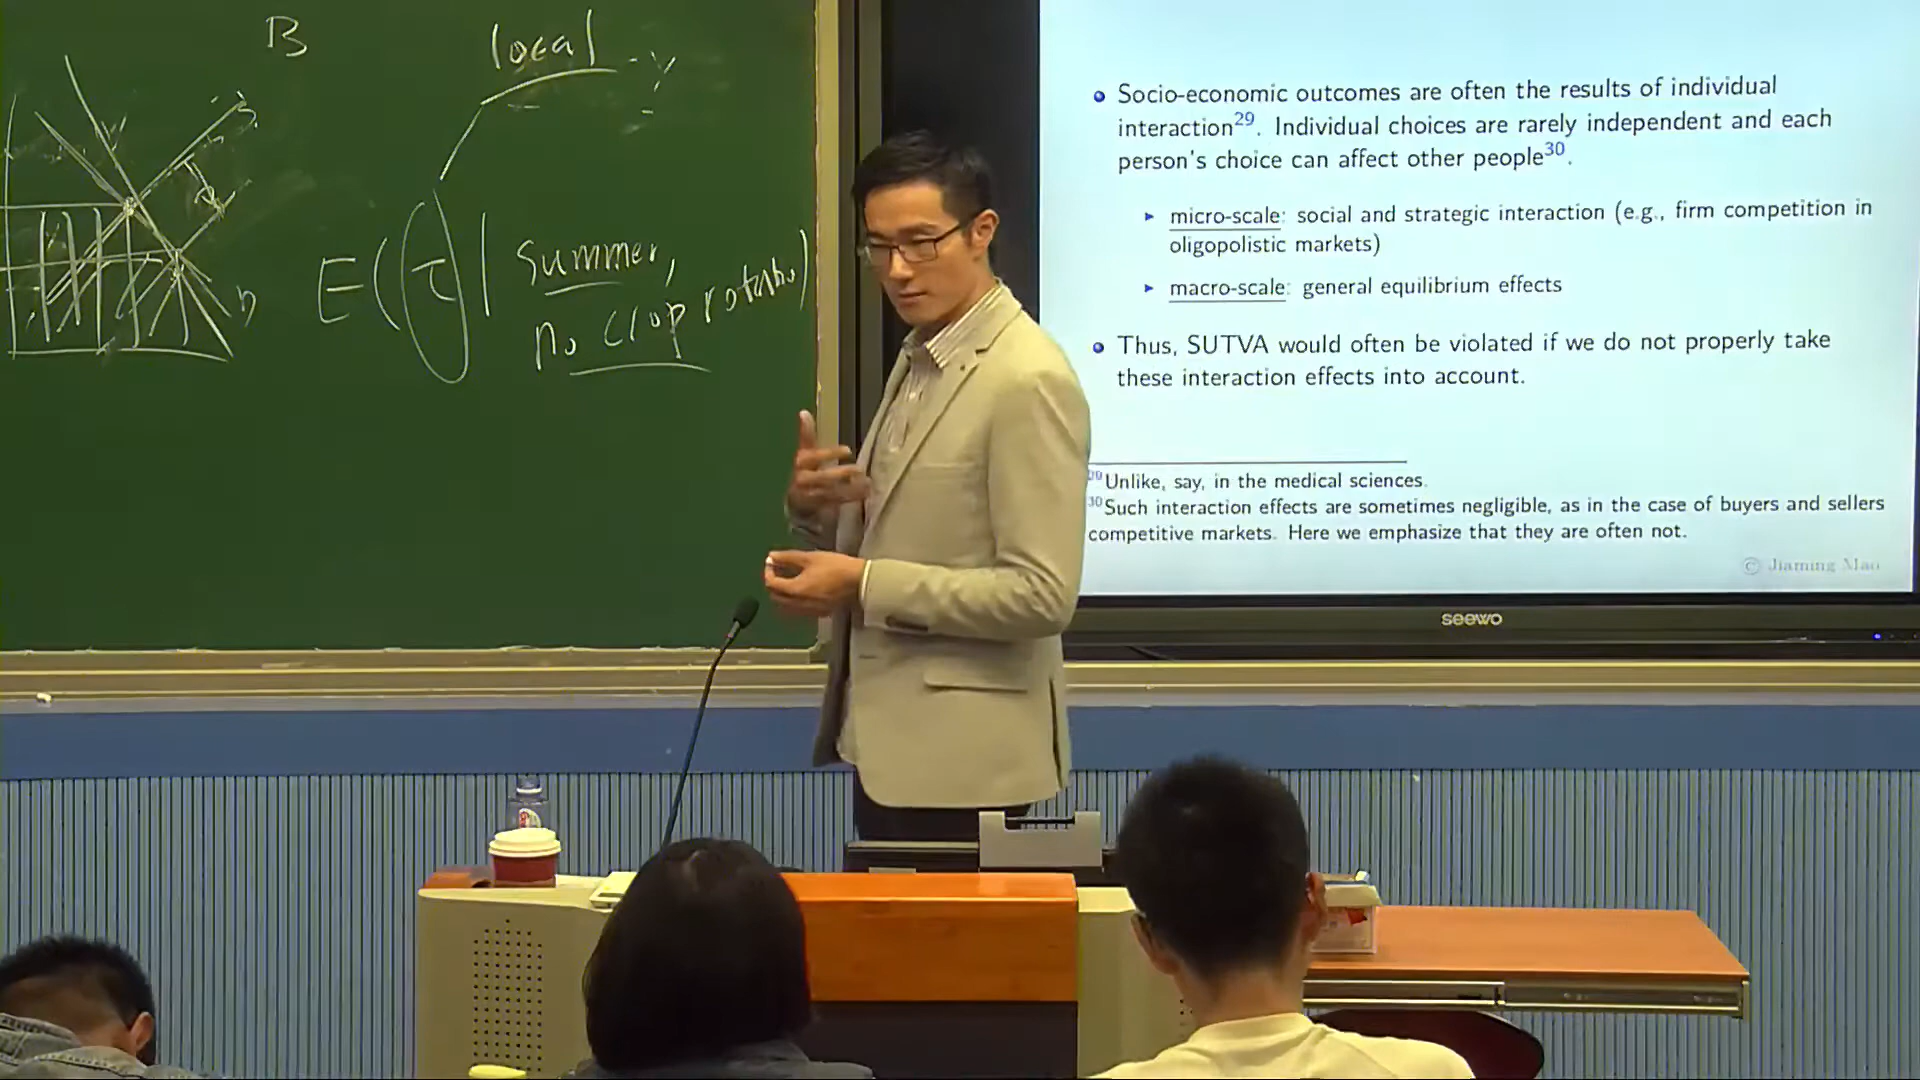 B
local
E(τ | summer,
no crop rotation)
S
D
Socio-economic outcomes are often the results of individual
interaction29. Individual choices are rarely independent and each
person's choice can affect other people30.
micro-scale: social and strategic interaction (e.g., firm competition in
oligopolistic markets)
macro-scale: general equilibrium effects
Thus, SUTVA would often be violated if we do not properly take
these interaction effects into account.
29Unlike, say, in the medical sciences.
30Such interaction effects are sometimes negligible, as in the case of buyers and sellers
competitive markets. Here we emphasize that they are often not.
© Jiaming Mao
seewo